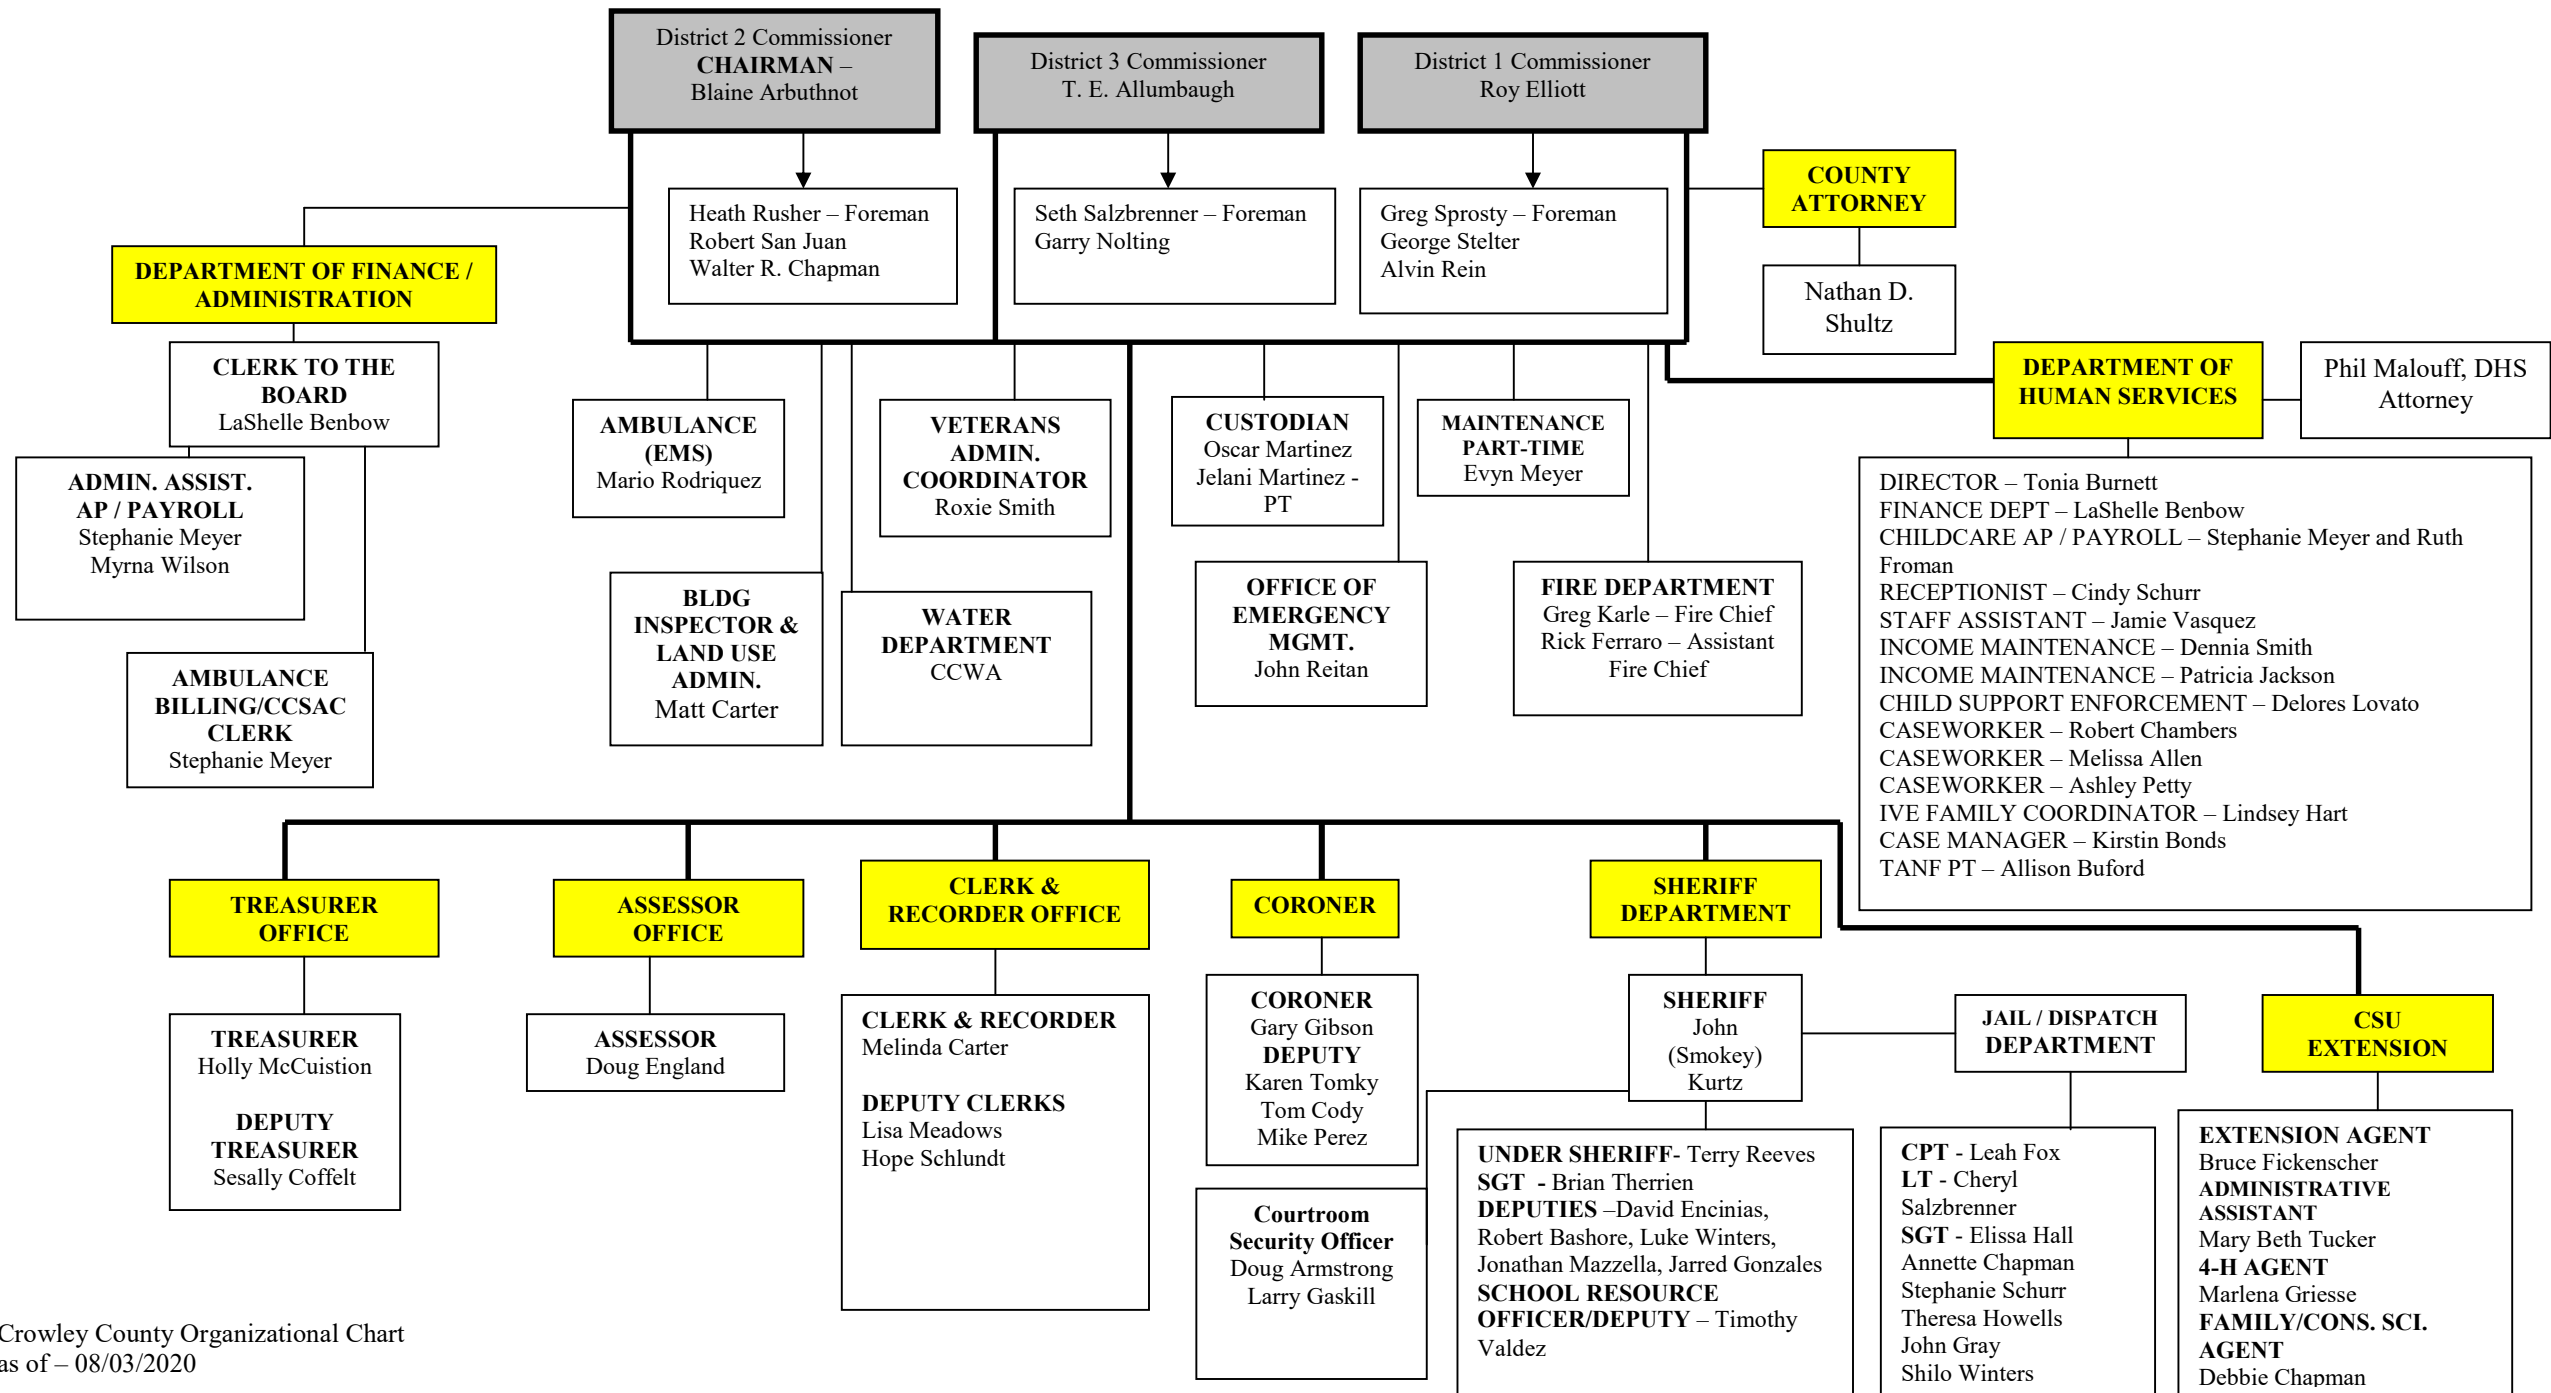 District 2 Commissioner
CHAIRMAN –
Blaine Arbuthnot
District 3 Commissioner
T. E. Allumbaugh
District 1 Commissioner
Roy Elliott
COUNTY
ATTORNEY
Nathan D.
Shultz
Heath Rusher – Foreman
Robert San Juan
Walter R. Chapman
Seth Salzbrenner – Foreman
Garry Nolting
Greg Sprosty – Foreman
George Stelter
Alvin Rein
DEPARTMENT OF FINANCE /
ADMINISTRATION
CLERK TO THE
BOARD
LaShelle Benbow
ADMIN. ASSIST.
AP / PAYROLL
Stephanie Meyer
Myrna Wilson
AMBULANCE
BILLING/CCSAC
CLERK
Stephanie Meyer
AMBULANCE
(EMS)
Mario Rodriquez
BLDG
INSPECTOR &
LAND USE
ADMIN.
Matt Carter
VETERANS
ADMIN.
COORDINATOR
Roxie Smith
WATER
DEPARTMENT
CCWA
CUSTODIAN
Oscar Martinez
Jelani Martinez -
PT
OFFICE OF
EMERGENCY
MGMT.
John Reitan
MAINTENANCE
PART-TIME
Evyn Meyer
FIRE DEPARTMENT
Greg Karle – Fire Chief
Rick Ferraro – Assistant
Fire Chief
DEPARTMENT OF
HUMAN SERVICES
Phil Malouff, DHS
Attorney
DIRECTOR – Tonia Burnett
FINANCE DEPT – LaShelle Benbow
CHILDCARE AP / PAYROLL – Stephanie Meyer and Ruth
Froman
RECEPTIONIST – Cindy Schurr
STAFF ASSISTANT – Jamie Vasquez
INCOME MAINTENANCE – Dennia Smith
INCOME MAINTENANCE – Patricia Jackson
CHILD SUPPORT ENFORCEMENT – Delores Lovato
CASEWORKER – Robert Chambers
CASEWORKER – Melissa Allen
CASEWORKER – Ashley Petty
IVE FAMILY COORDINATOR – Lindsey Hart
CASE MANAGER – Kirstin Bonds
TANF PT – Allison Buford
TREASURER
OFFICE
TREASURER
Holly McCuistion
DEPUTY
TREASURER
Sesally Coffelt
ASSESSOR
OFFICE
ASSESSOR
Doug England
CLERK &
RECORDER OFFICE
CLERK & RECORDER
Melinda Carter
DEPUTY CLERKS
Lisa Meadows
Hope Schlundt
CORONER
CORONER
Gary Gibson
DEPUTY
Karen Tomky
Tom Cody
Mike Perez
Courtroom
Security Officer
Doug Armstrong
Larry Gaskill
SHERIFF
DEPARTMENT
SHERIFF
John
(Smokey)
Kurtz
UNDER SHERIFF- Terry Reeves
SGT - Brian Therrien
DEPUTIES –David Encinias,
Robert Bashore, Luke Winters,
Jonathan Mazzella, Jarred Gonzales
SCHOOL RESOURCE
OFFICER/DEPUTY – Timothy
Valdez
JAIL / DISPATCH
DEPARTMENT
CPT - Leah Fox
LT - Cheryl
Salzbrenner
SGT - Elissa Hall
Annette Chapman
Stephanie Schurr
Theresa Howells
John Gray
Shilo Winters
CSU
EXTENSION
EXTENSION AGENT
Bruce Fickenscher
ADMINISTRATIVE
ASSISTANT
Mary Beth Tucker
4-H AGENT
Marlena Griesse
FAMILY/CONS. SCI.
AGENT
Debbie Chapman
Crowley County Organizational Chart
as of – 08/03/2020